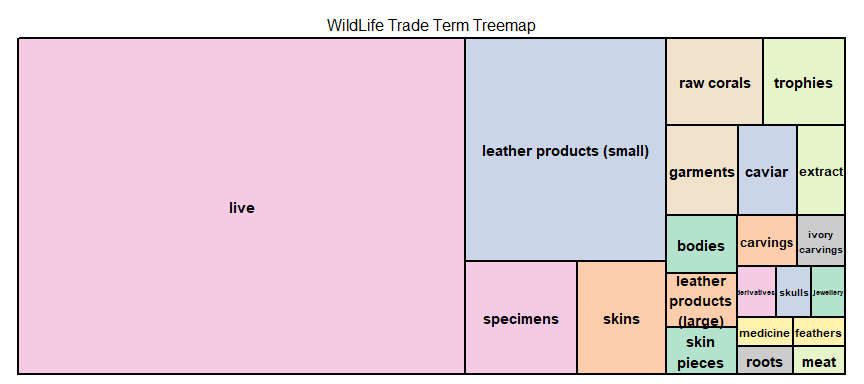 WildLife Trade Term Treemap
live
leather products (small)
specimens
skins
raw corals
trophies
garments
caviar
extract
bodies
carvings
ivory
carvings
leather
products
(large)
derivatives
skulls
jewellery
skin
pieces
medicine
feathers
roots
meat